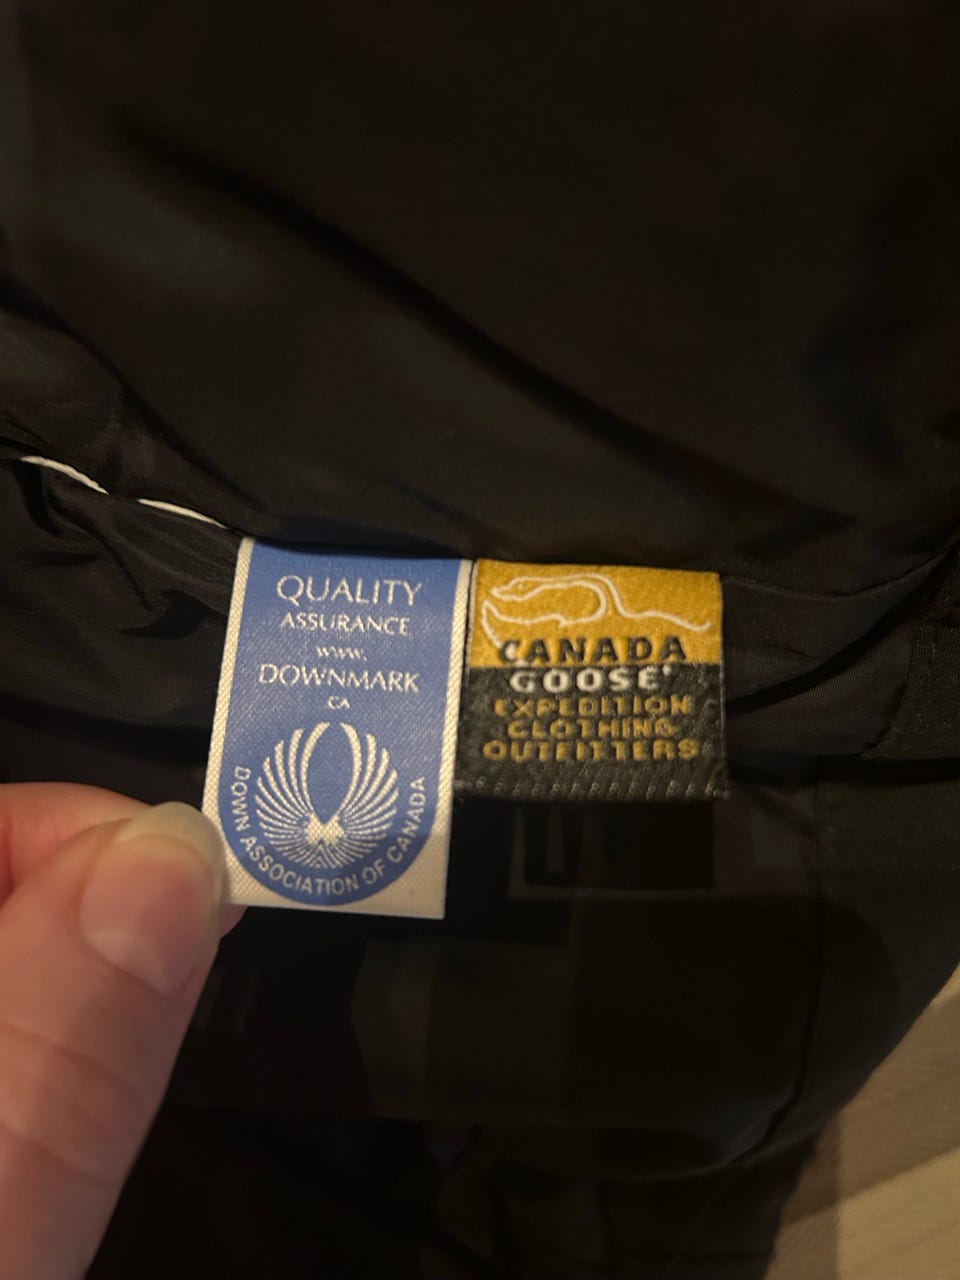 QUALITY
ASSURANCE
www.
DOWNMARK
CA
DOWN ASSOCIATION OF CANADA
CANADA
GOOSE®
EXPEDITION
CLOTHING
OUTFITTERS